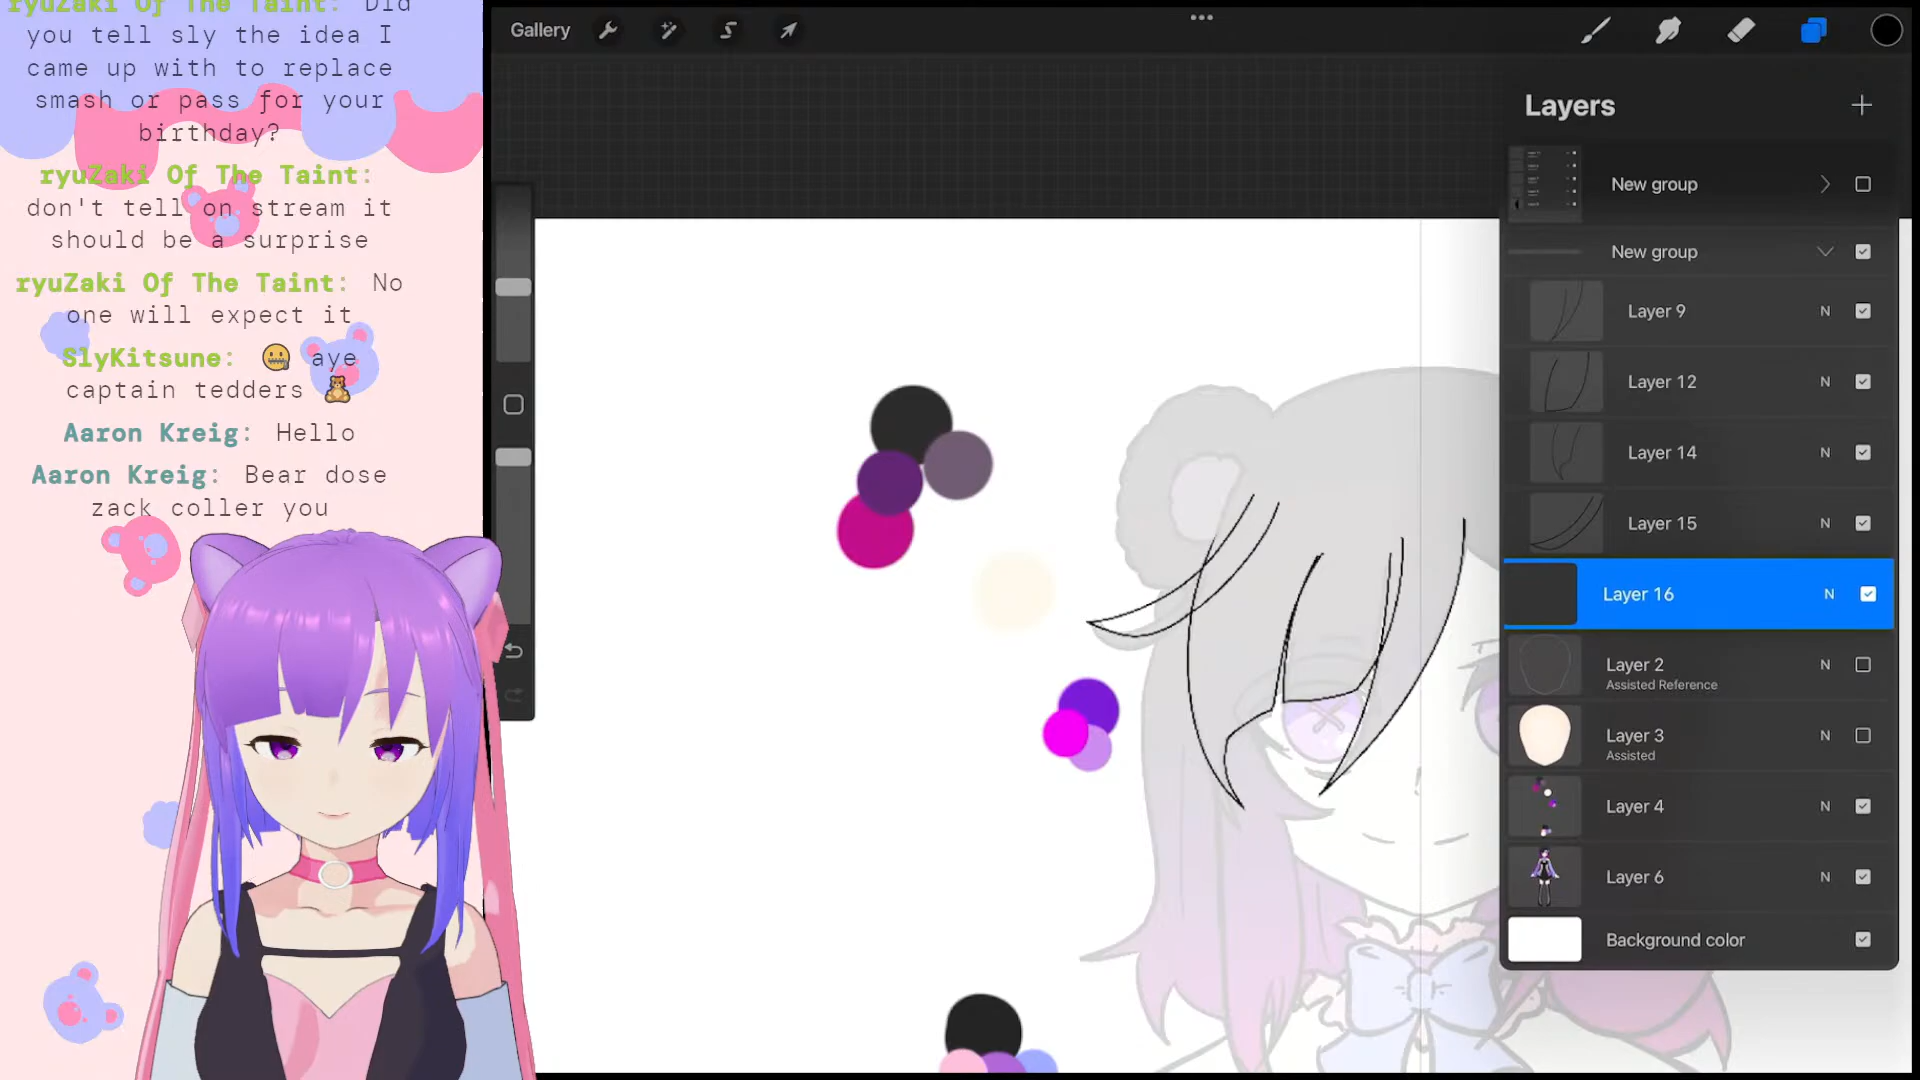 ryuZaki Of The Taint: Did
you tell sly the idea I
came up with to replace
smash or pass for your
birthday?
ryuZaki Of The Taint:
don't tell on stream it
should be a surprise
ryuZaki Of The Taint: No
one will expect it
SlyKitsune: 🤐 aye
captain tedders 🧸
Aaron Kreig: Hello
Aaron Kreig: Bear dose
zack coller you
Gallery
Layers
New group
New group
Layer 9 N
Layer 12 N
Layer 14 N
Layer 15 N
Layer 16 N
Layer 2 N
Assisted Reference
Layer 3 N
Assisted
Layer 4 N
Layer 6 N
Background color